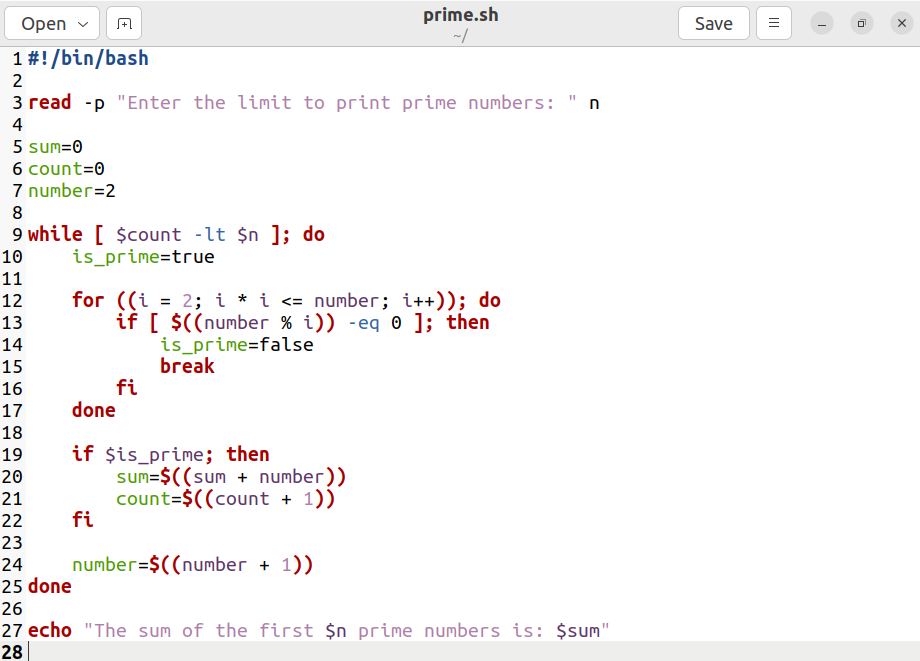 Open
prime.sh
~/
Save
1 #!/bin/bash
2
3 read -p "Enter the limit to print prime numbers: " n
4
5 sum=0
6 count=0
7 number=2
8
9 while [ $count -lt $n ]; do
10     is_prime=true
11
12     for ((i = 2; i * i <= number; i++)); do
13         if [ $((number % i)) -eq 0 ]; then
14             is_prime=false
15             break
16         fi
17     done
18
19     if $is_prime; then
20         sum=$((sum + number))
21         count=$((count + 1))
22     fi
23
24     number=$((number + 1))
25 done
26
27 echo "The sum of the first $n prime numbers is: $sum"
28